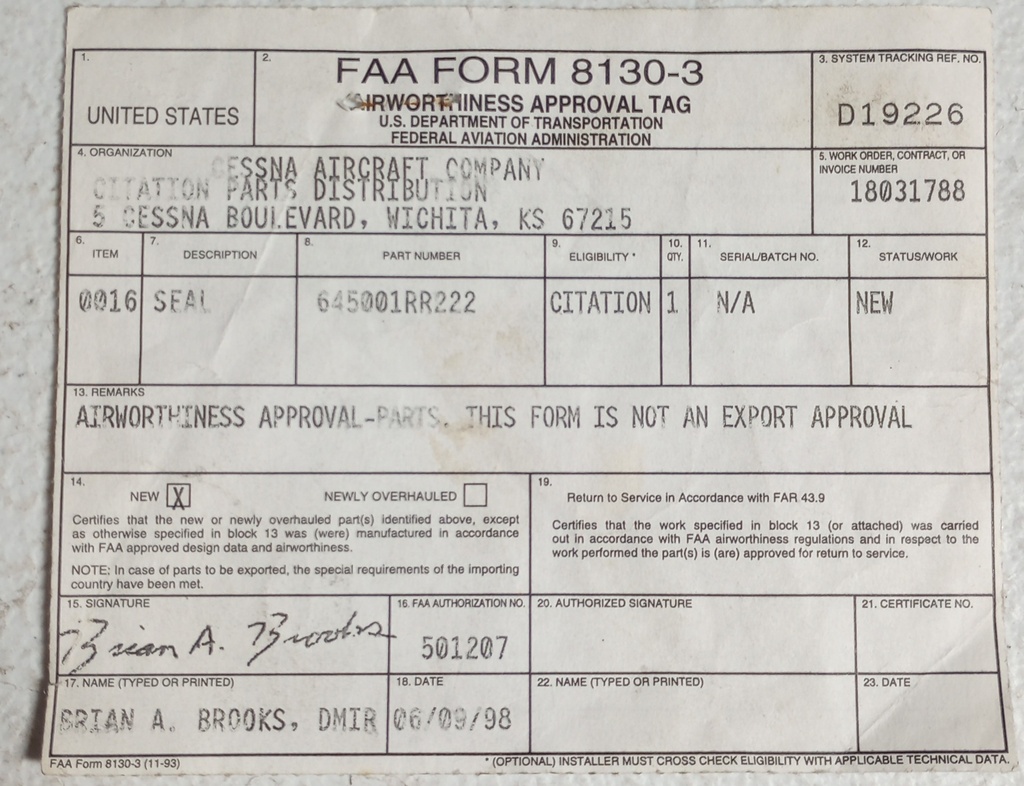 1.
UNITED STATES
2.
FAA FORM 8130-3
AIRWORTHINESS APPROVAL TAG
U.S. DEPARTMENT OF TRANSPORTATION
FEDERAL AVIATION ADMINISTRATION
3. SYSTEM TRACKING REF. NO.
D19226
4. ORGANIZATION
CESSNA AIRCRAFT COMPANY
CITATION PARTS DISTRIBUTION
5 CESSNA BOULEVARD, WICHITA, KS 67215
5. WORK ORDER, CONTRACT, OR
INVOICE NUMBER
18031788
6. ITEM
7. DESCRIPTION
8. PART NUMBER
9. ELIGIBILITY *
10. QTY.
11. SERIAL/BATCH NO.
12. STATUS/WORK
0016 SEAL 645001RR222 CITATION 1 N/A NEW
13. REMARKS
AIRWORTHINESS APPROVAL-PARTS. THIS FORM IS NOT AN EXPORT APPROVAL
14.
NEW X NEWLY OVERHAULED
Certifies that the new or newly overhauled part(s) identified above, except
as otherwise specified in block 13 was (were) manufactured in accordance
with FAA approved design data and airworthiness.
NOTE: In case of parts to be exported, the special requirements of the importing
country have been met.
19.
Return to Service in Accordance with FAR 43.9
Certifies that the work specified in block 13 (or attached) was carried
out in accordance with FAA airworthiness regulations and in respect to the
work performed the part(s) is (are) approved for return to service.
15. SIGNATURE
Brian A. Brooks
16. FAA AUTHORIZATION NO.
501207
20. AUTHORIZED SIGNATURE
21. CERTIFICATE NO.
17. NAME (TYPED OR PRINTED)
BRIAN A. BROOKS, DMIR
18. DATE
06/09/98
22. NAME (TYPED OR PRINTED)
23. DATE
FAA Form 8130-3 (11-93)
* (OPTIONAL) INSTALLER MUST CROSS CHECK ELIGIBILITY WITH APPLICABLE TECHNICAL DATA.